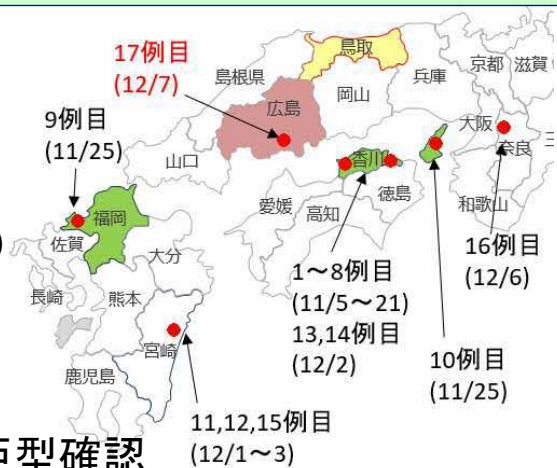 鳥取
京都 滋賀
17例目
(12/7)
島根県
兵庫
岡山
広島
9例目
(11/25)
大阪
奈良
山口
香川
三
徳島
愛媛
高知
和歌山
福岡
佐賀
大分
16例目
(12/6)
1～8例目
(11/5～21)
13,14例目
(12/2)
長崎
熊本
宮崎
10例目
(11/25)
鹿児島
11,12,15例目
(12/1～3)
型確認